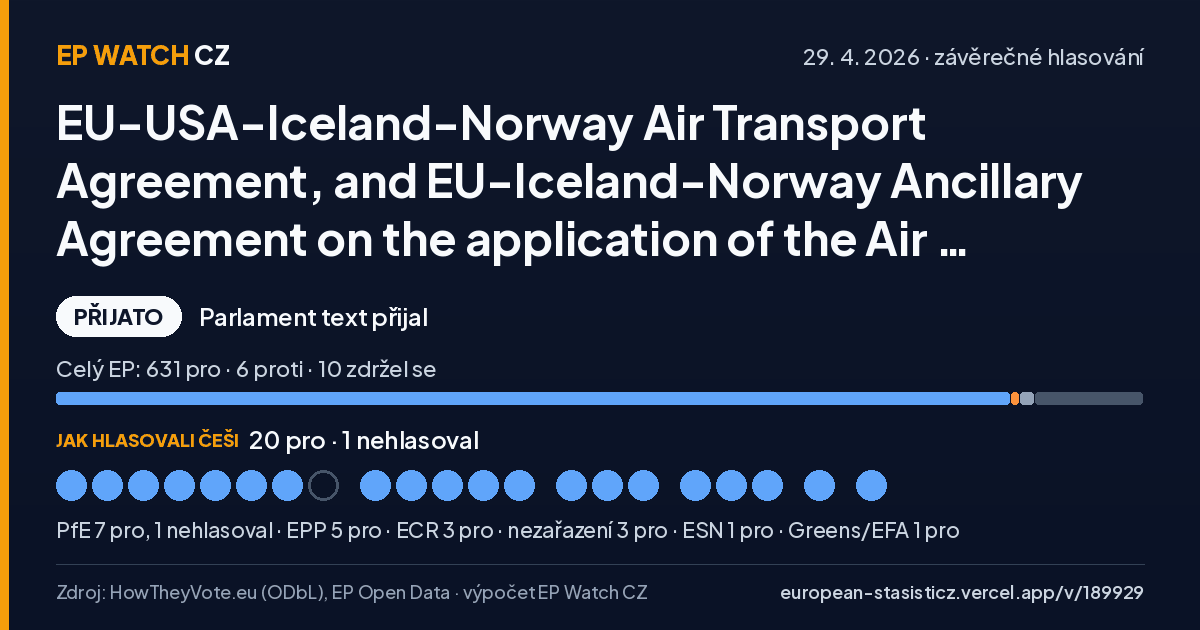 EP WATCH CZ
29. 4. 2026 · závěrečné hlasování
EU–USA–Iceland–Norway Air Transport
Agreement, and EU–Iceland–Norway Ancillary
Agreement on the application of the Air …
PŘIJATO Parlament text přijal
Celý EP: 631 pro · 6 proti · 10 zdržel se
JAK HLASOVALI ČEŠI 20 pro · 1 nehlasoval
PfE 7 pro, 1 nehlasoval · EPP 5 pro · ECR 3 pro · nezařazení 3 pro · ESN 1 pro · Greens/EFA 1 pro
Zdroj: HowTheyVote.eu (ODbL), EP Open Data · výpočet EP Watch CZ
european-stasisticz.vercel.app/v/189929